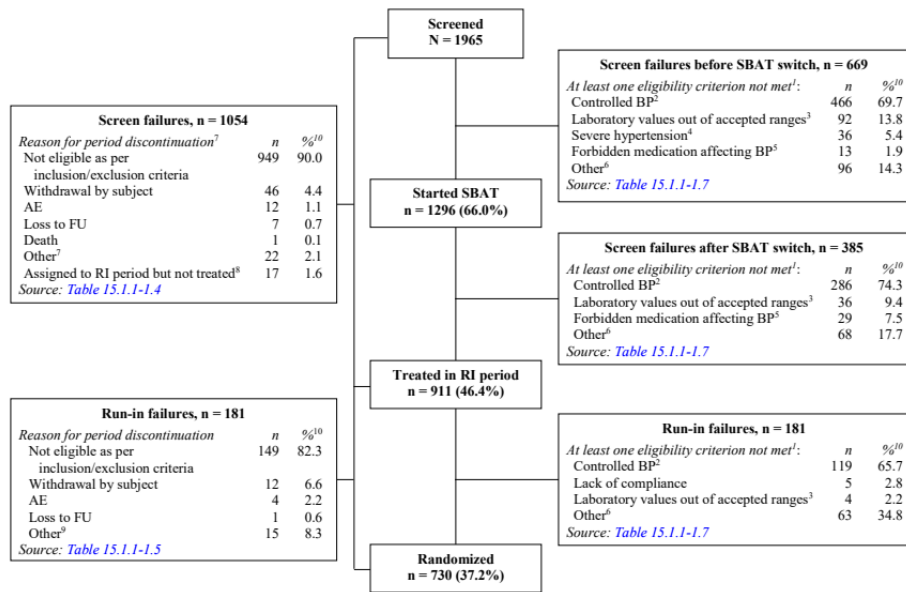 Screened
N = 1965
Screen failures before SBAT switch, n = 669
At least one eligibility criterion not met1: n %10
Controlled BP2 466 69.7
Laboratory values out of accepted ranges3 92 13.8
Severe hypertension4 36 5.4
Forbidden medication affecting BP5 13 1.9
Other6 96 14.3
Source: Table 15.1.1-1.7
Screen failures, n = 1054
Reason for period discontinuation7 n %10
Not eligible as per 949 90.0
inclusion/exclusion criteria
Withdrawal by subject 46 4.4
AE 12 1.1
Loss to FU 7 0.7
Death 1 0.1
Other7 22 2.1
Assigned to RI period but not treated8 17 1.6
Source: Table 15.1.1-1.4
Started SBAT
n = 1296 (66.0%)
Screen failures after SBAT switch, n = 385
At least one eligibility criterion not met1: n %10
Controlled BP2 286 74.3
Laboratory values out of accepted ranges3 36 9.4
Forbidden medication affecting BP5 29 7.5
Other6 68 17.7
Source: Table 15.1.1-1.7
Treated in RI period
n = 911 (46.4%)
Run-in failures, n = 181
Reason for period discontinuation n %10
Not eligible as per 149 82.3
inclusion/exclusion criteria
Withdrawal by subject 12 6.6
AE 4 2.2
Loss to FU 1 0.6
Other9 15 8.3
Source: Table 15.1.1-1.5
Run-in failures, n = 181
At least one eligibility criterion not met1: n %10
Controlled BP2 119 65.7
Lack of compliance 5 2.8
Laboratory values out of accepted ranges3 4 2.2
Other6 63 34.8
Source: Table 15.1.1-1.7
Randomized
n = 730 (37.2%)